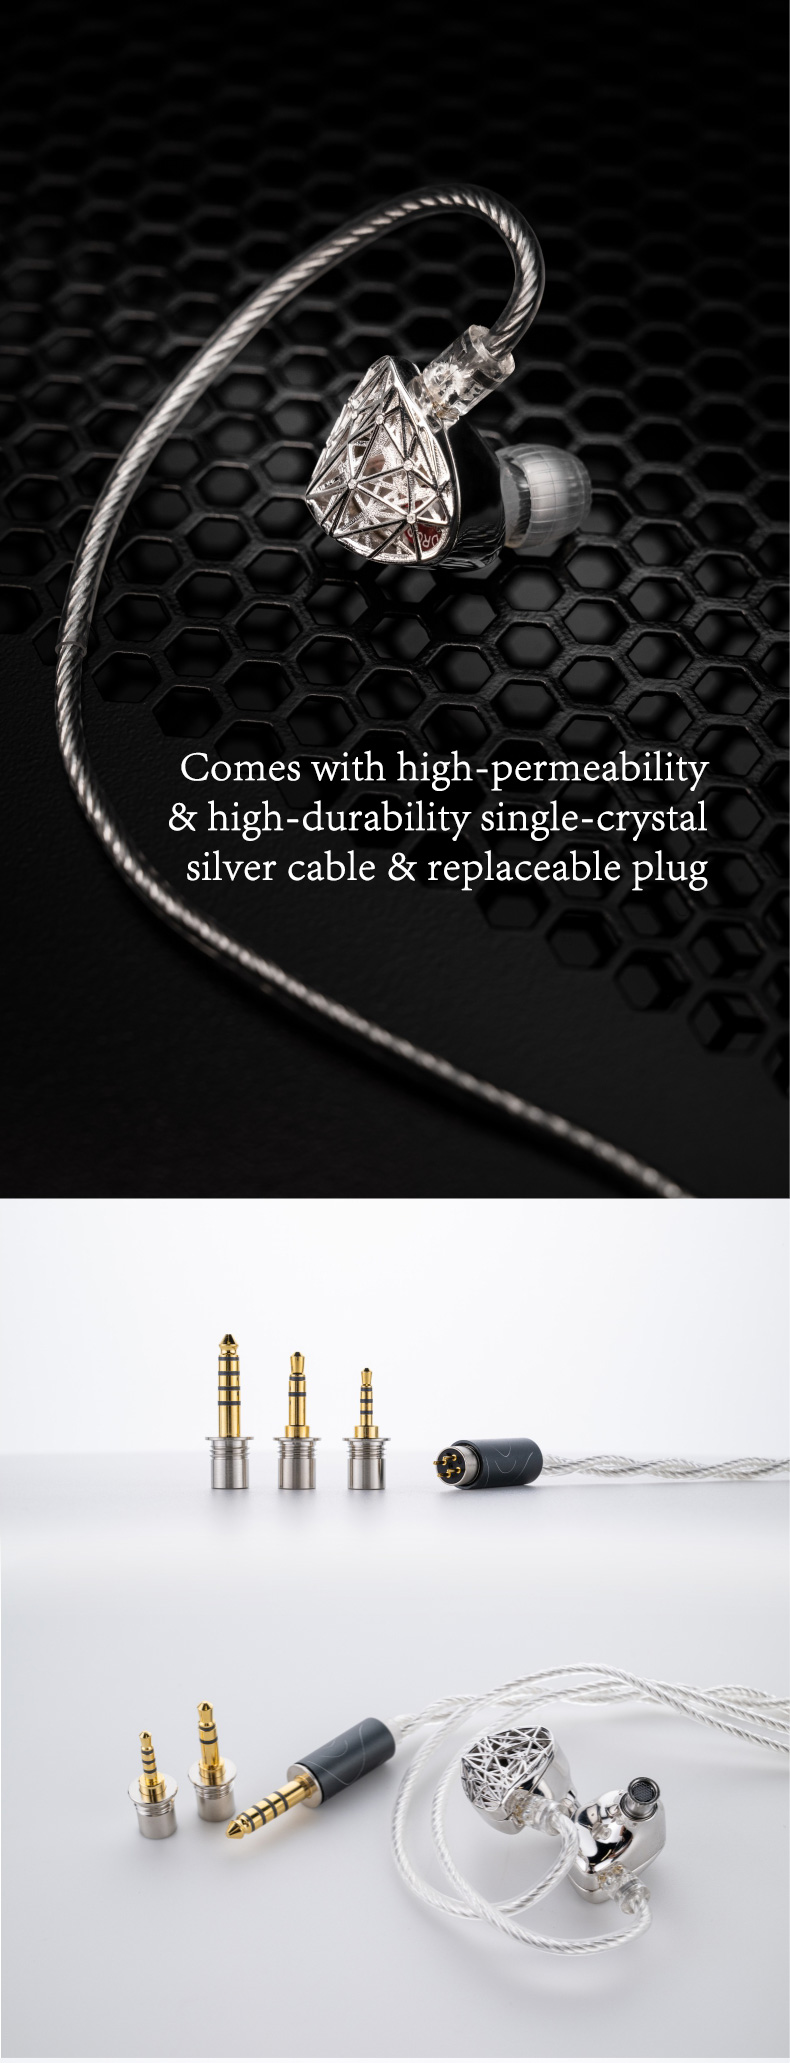 Comes with high-permeability
& high-durability single-crystal
silver cable & replaceable plug